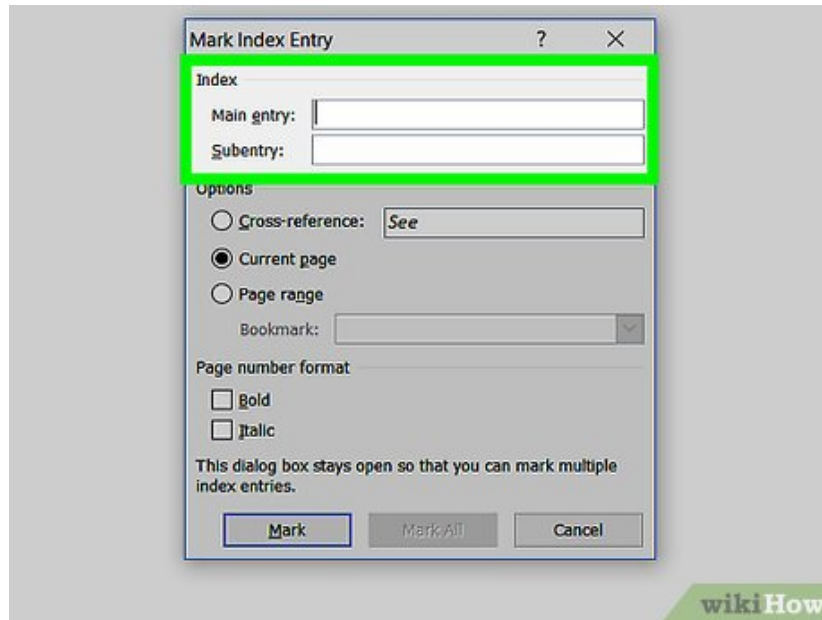 Mark Index Entry ? X
Index
Main entry:
Subentry:
Options
Cross-reference: See
Current page
Page range
Bookmark:
Page number format
Bold
Italic
This dialog box stays open so that you can mark multiple
index entries.
Mark Mark All Cancel
wikiHow